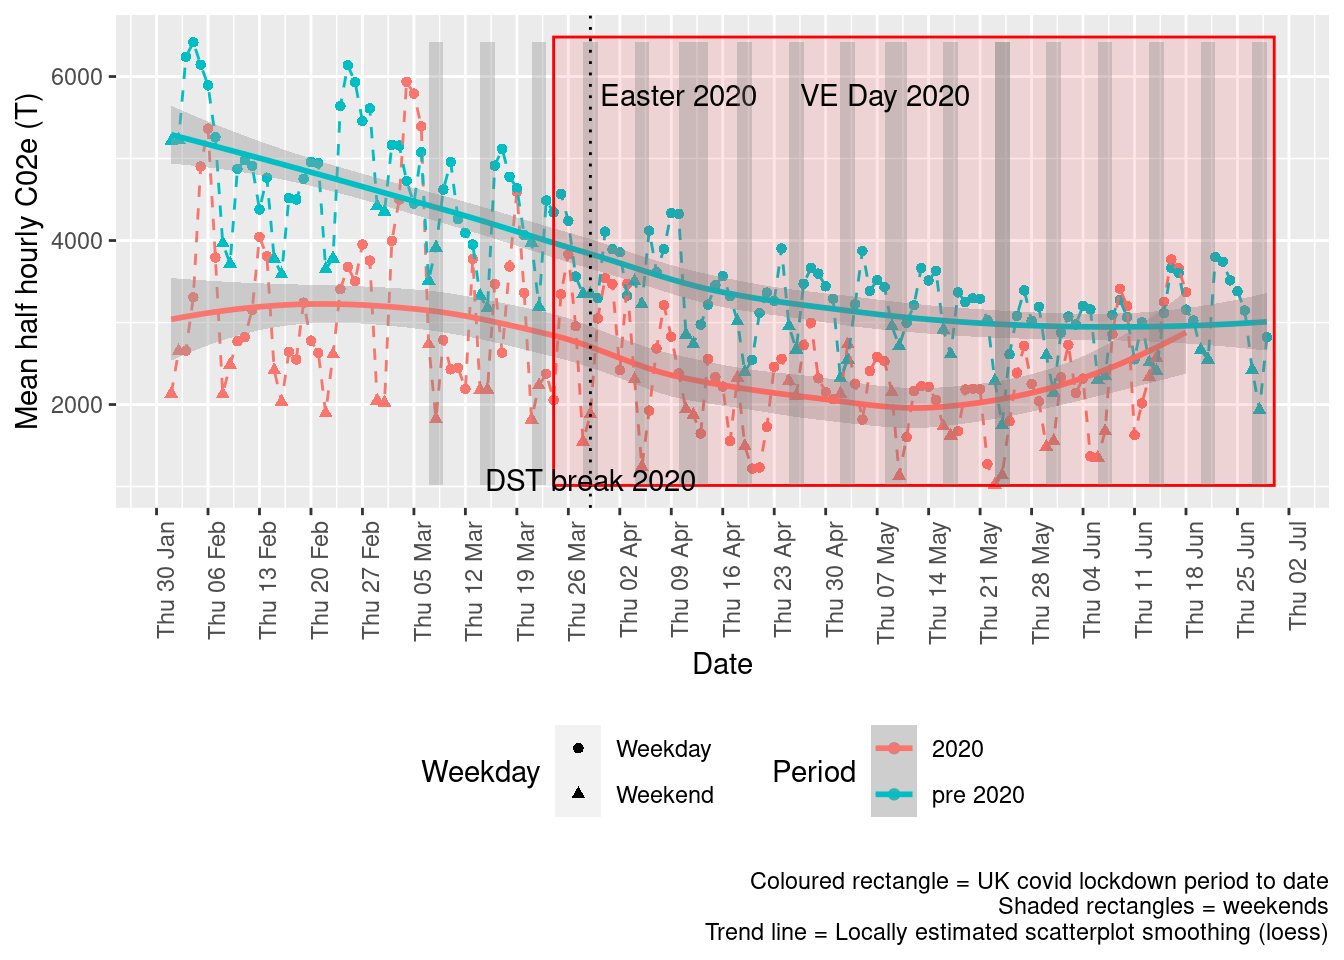 Mean half hourly C02e (T)
6000
4000
2000
Easter 2020
VE Day 2020
DST break 2020
Thu 30 Jan
Thu 06 Feb
Thu 13 Feb
Thu 20 Feb
Thu 27 Feb
Thu 05 Mar
Thu 12 Mar
Thu 19 Mar
Thu 26 Mar
Thu 02 Apr
Thu 09 Apr
Thu 16 Apr
Thu 23 Apr
Thu 30 Apr
Thu 07 May
Thu 14 May
Thu 21 May
Thu 28 May
Thu 04 Jun
Thu 11 Jun
Thu 18 Jun
Thu 25 Jun
Thu 02 Jul
Date
Weekday
Weekday
Weekend
Period
2020
pre 2020
Coloured rectangle = UK covid lockdown period to date
Shaded rectangles = weekends
Trend line = Locally estimated scatterplot smoothing (loess)